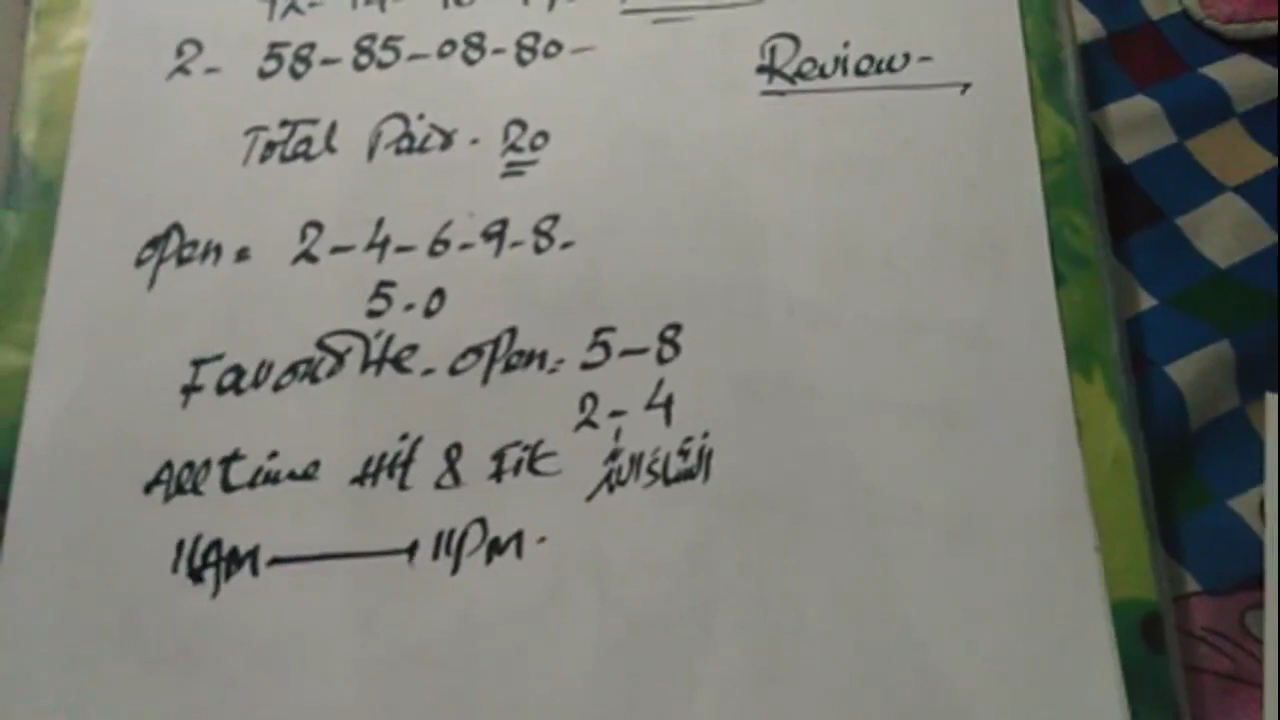 2- 58-85-08-80-
Review-
Total Pair. 20
open= 2-4-6-9-8-
5.0
Favourite. open= 5-8
2-4
All time Hit & Fit انشاءاللہ
11AM 11Pm.